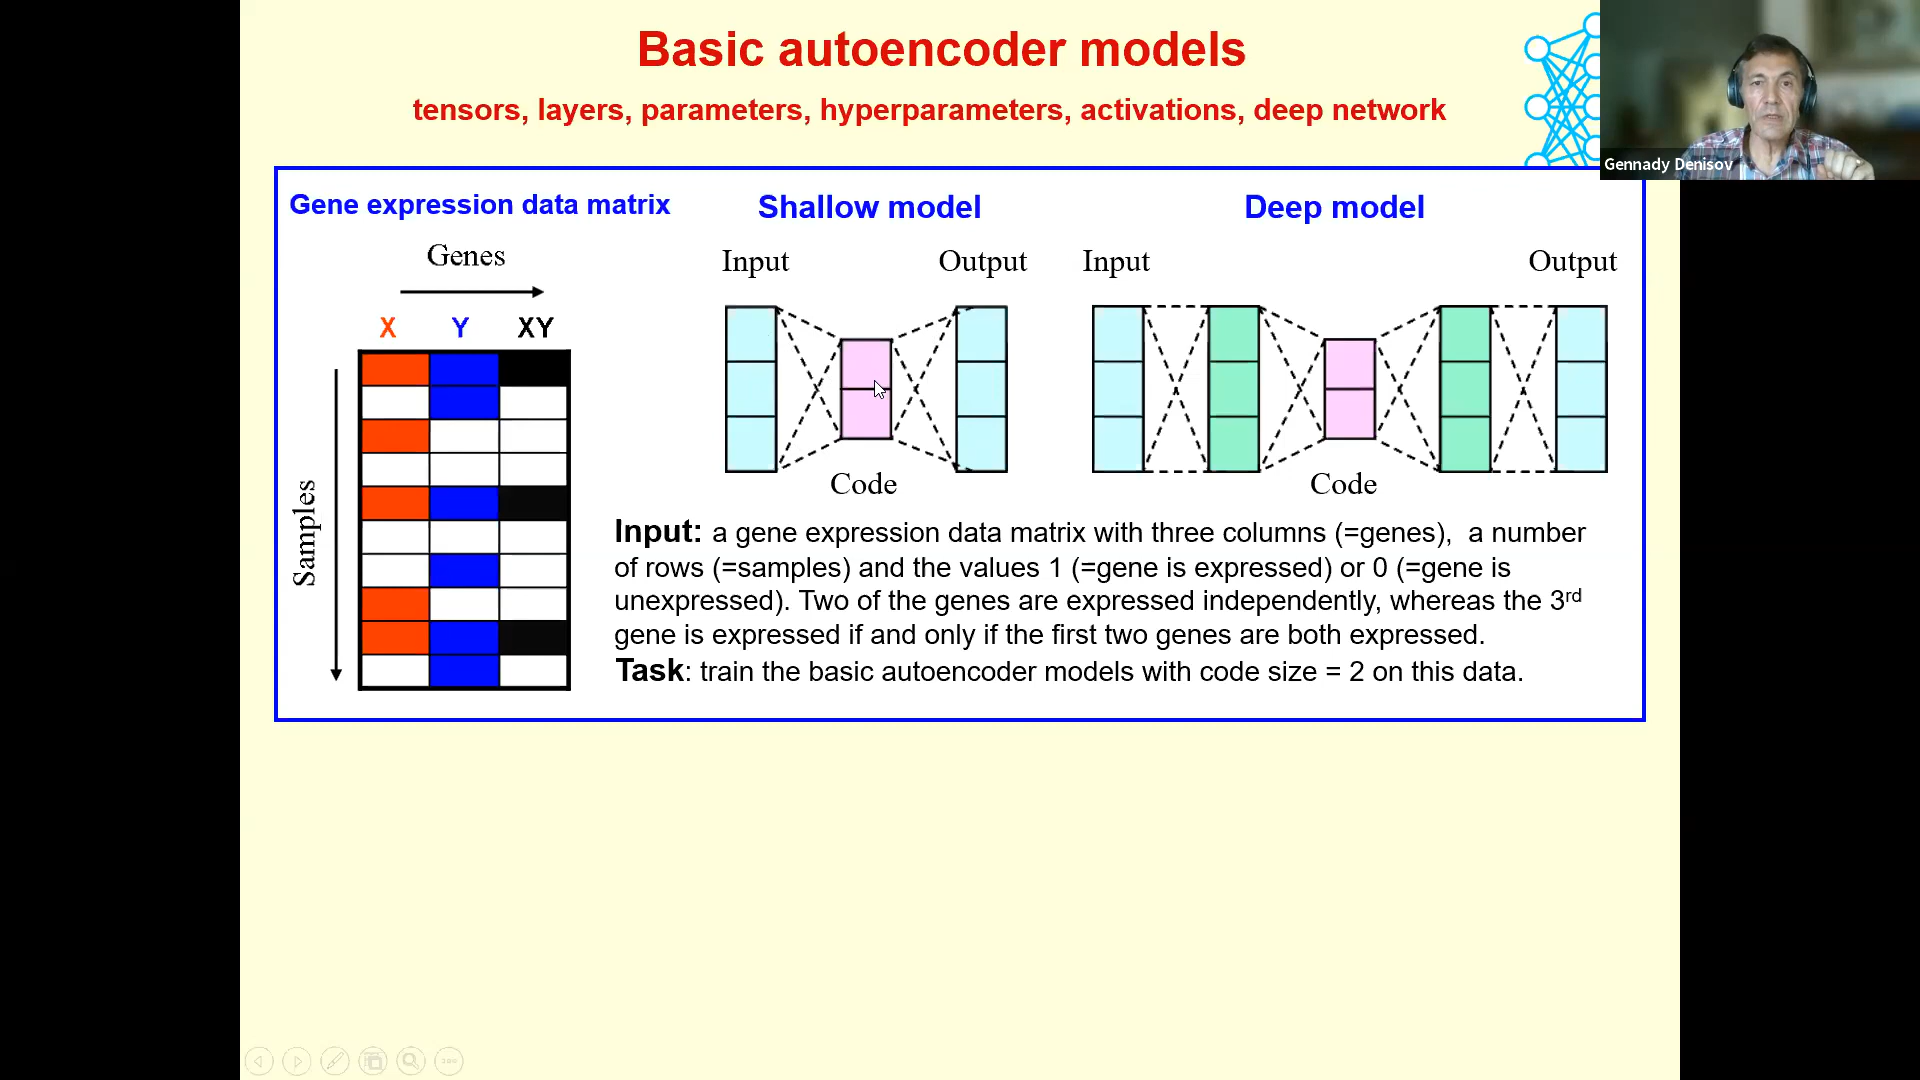 Basic autoencoder models
tensors, layers, parameters, hyperparameters, activations, deep network
Gennady Denisov
Gene expression data matrix
Genes
X Y XY
Samples
Shallow model
Input Output
Code
Deep model
Input Output
Code
Input: a gene expression data matrix with three columns (=genes), a number
of rows (=samples) and the values 1 (=gene is expressed) or 0 (=gene is
unexpressed). Two of the genes are expressed independently, whereas the 3rd
gene is expressed if and only if the first two genes are both expressed.
Task: train the basic autoencoder models with code size = 2 on this data.